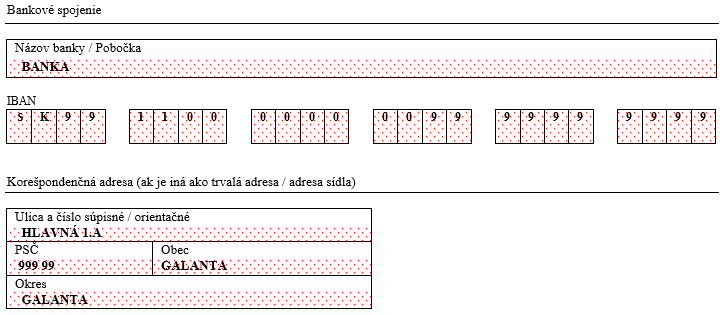 Bankové spojenie
Názov banky / Pobočka
BANKA
IBAN
S K 9 9 1 1 0 0 0 0 0 0 0 0 9 9 9 9 9 9 9 9 9 9
Korešpondenčná adresa (ak je iná ako trvalá adresa / adresa sídla)
Ulica a číslo súpisné / orientačné
HLAVNÁ 1.A
PSČ Obec
999 99 GALANTA
Okres
GALANTA